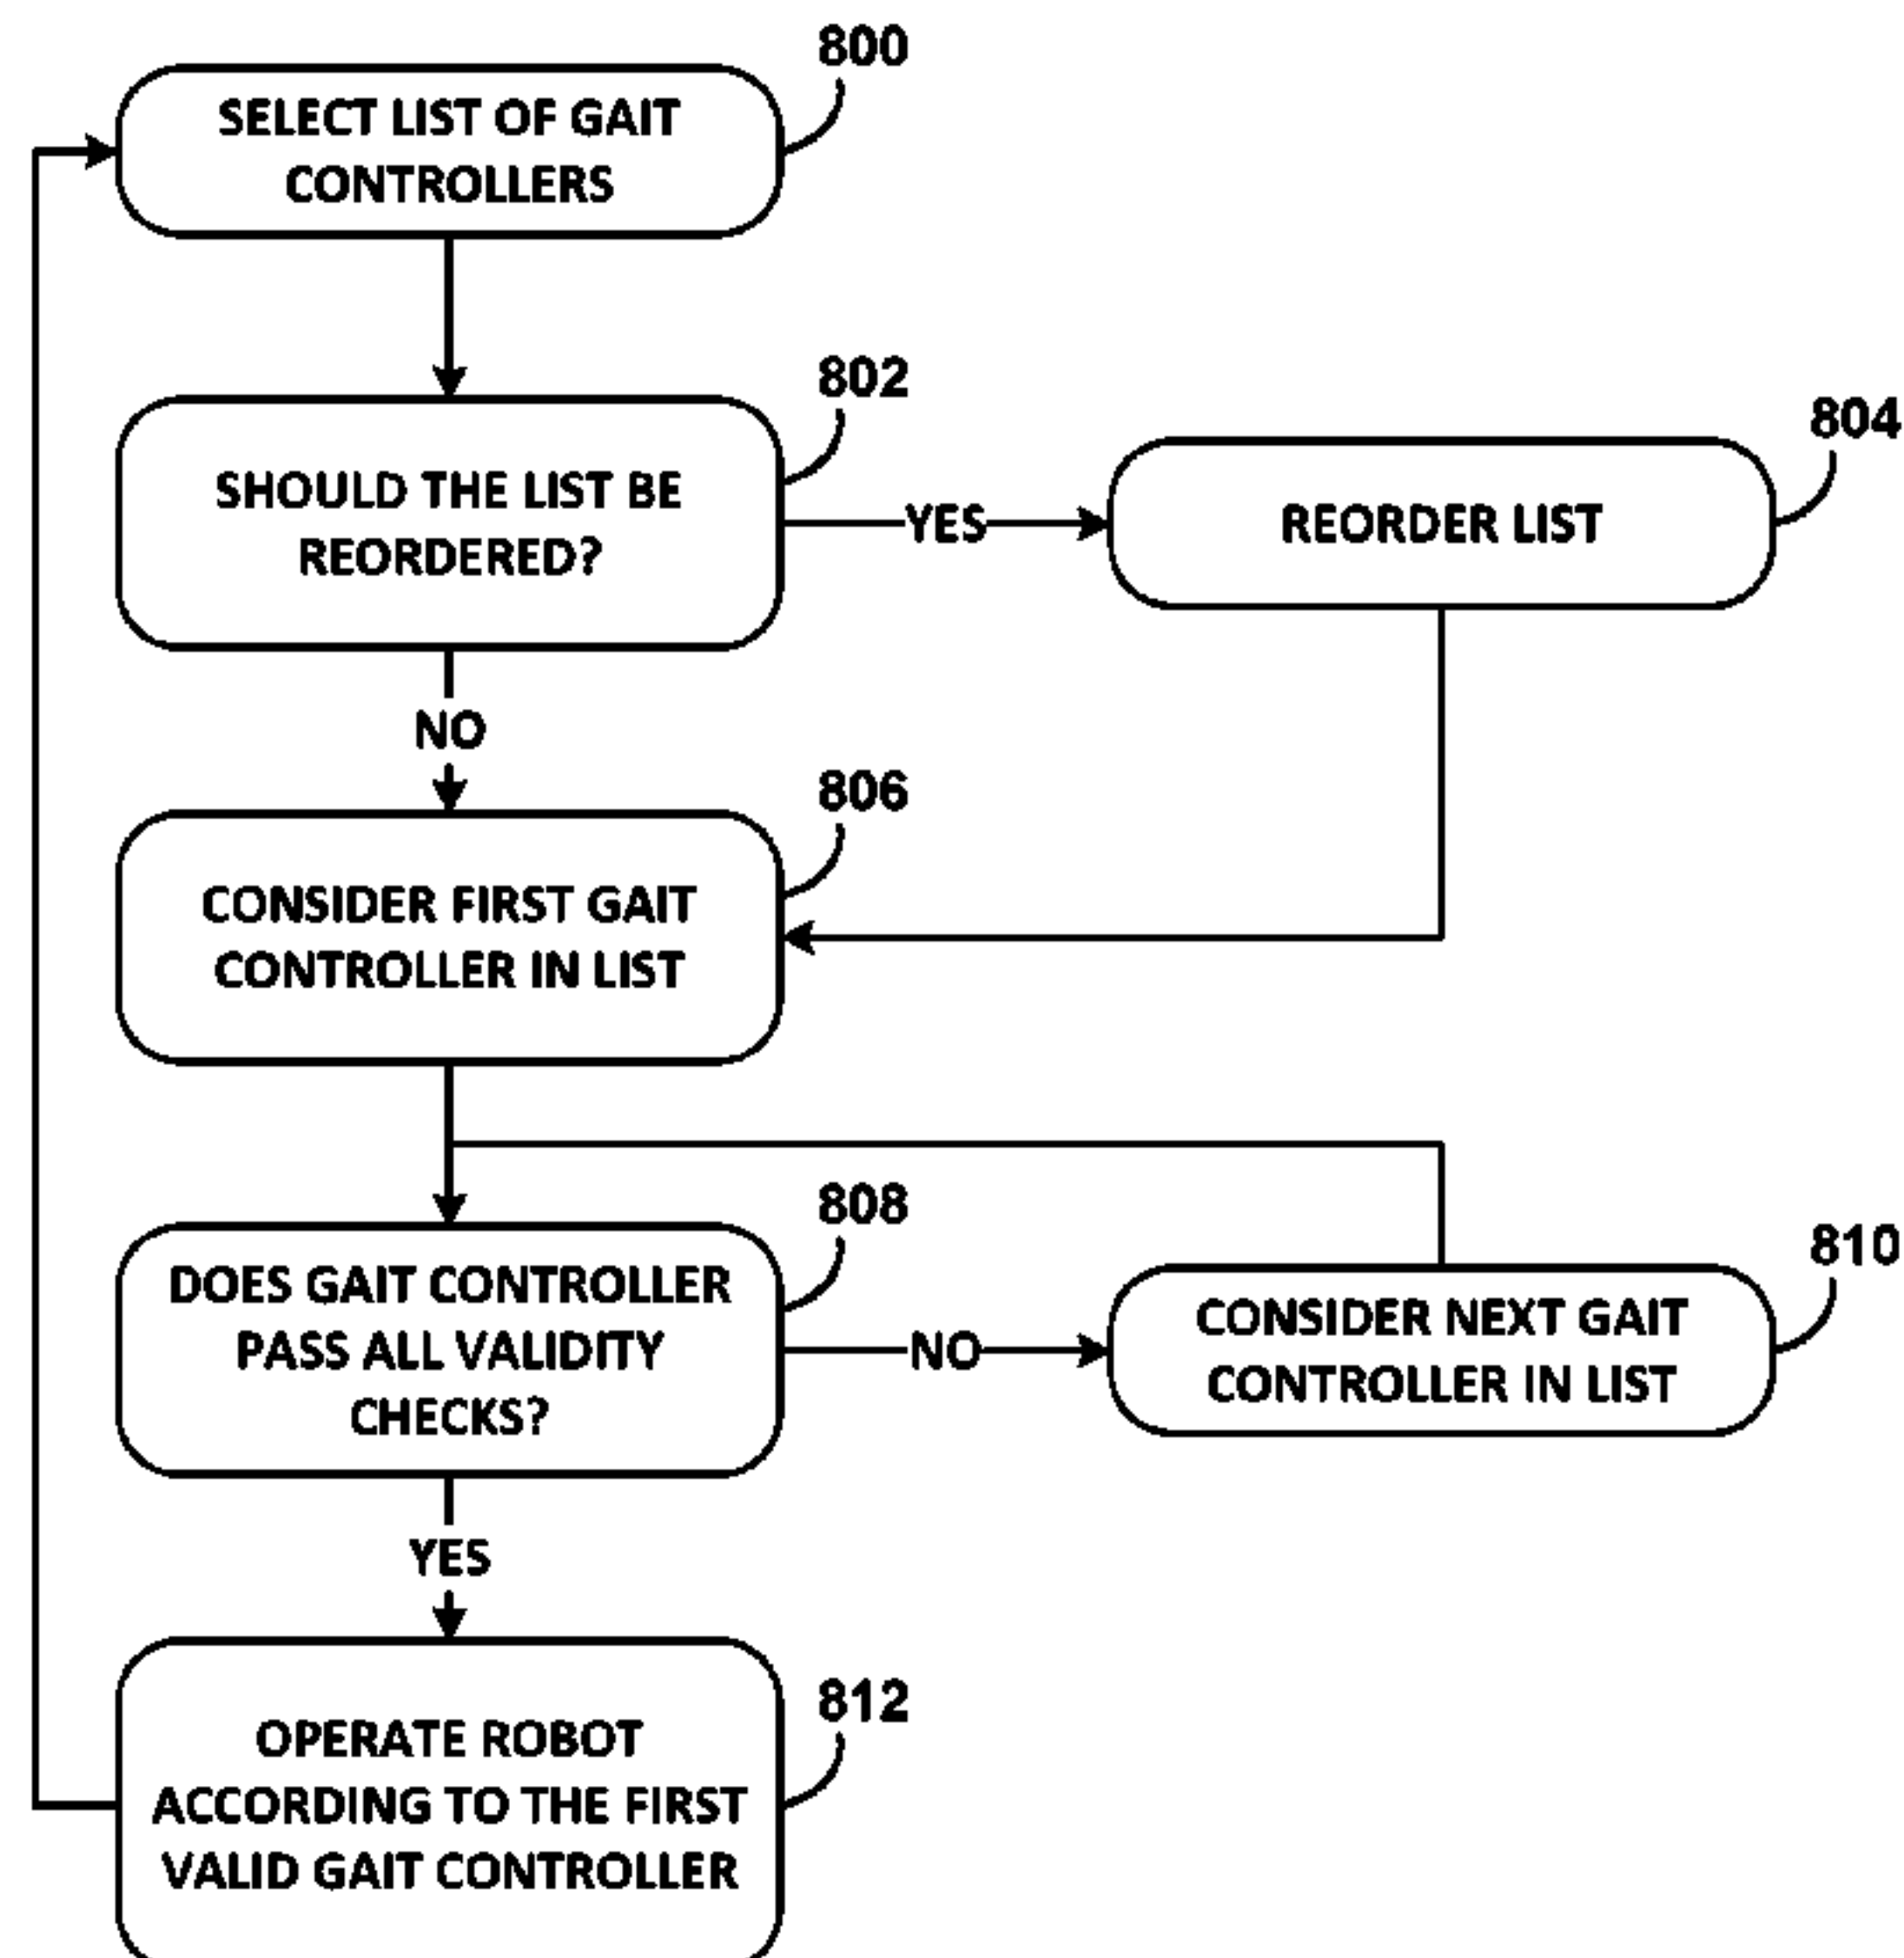 800
SELECT LIST OF GAIT
CONTROLLERS
802
SHOULD THE LIST BE
REORDERED?
YES
804
REORDER LIST
NO
806
CONSIDER FIRST GAIT
CONTROLLER IN LIST
808
DOES GAIT CONTROLLER
PASS ALL VALIDITY
CHECKS?
NO
810
CONSIDER NEXT GAIT
CONTROLLER IN LIST
YES
812
OPERATE ROBOT
ACCORDING TO THE FIRST
VALID GAIT CONTROLLER